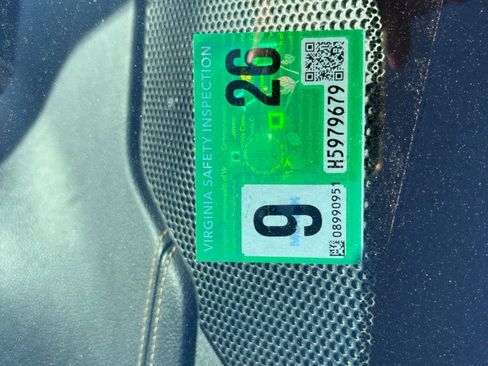 VIRGINIA SAFETY INSPECTION
9 26
08990951 H5979679